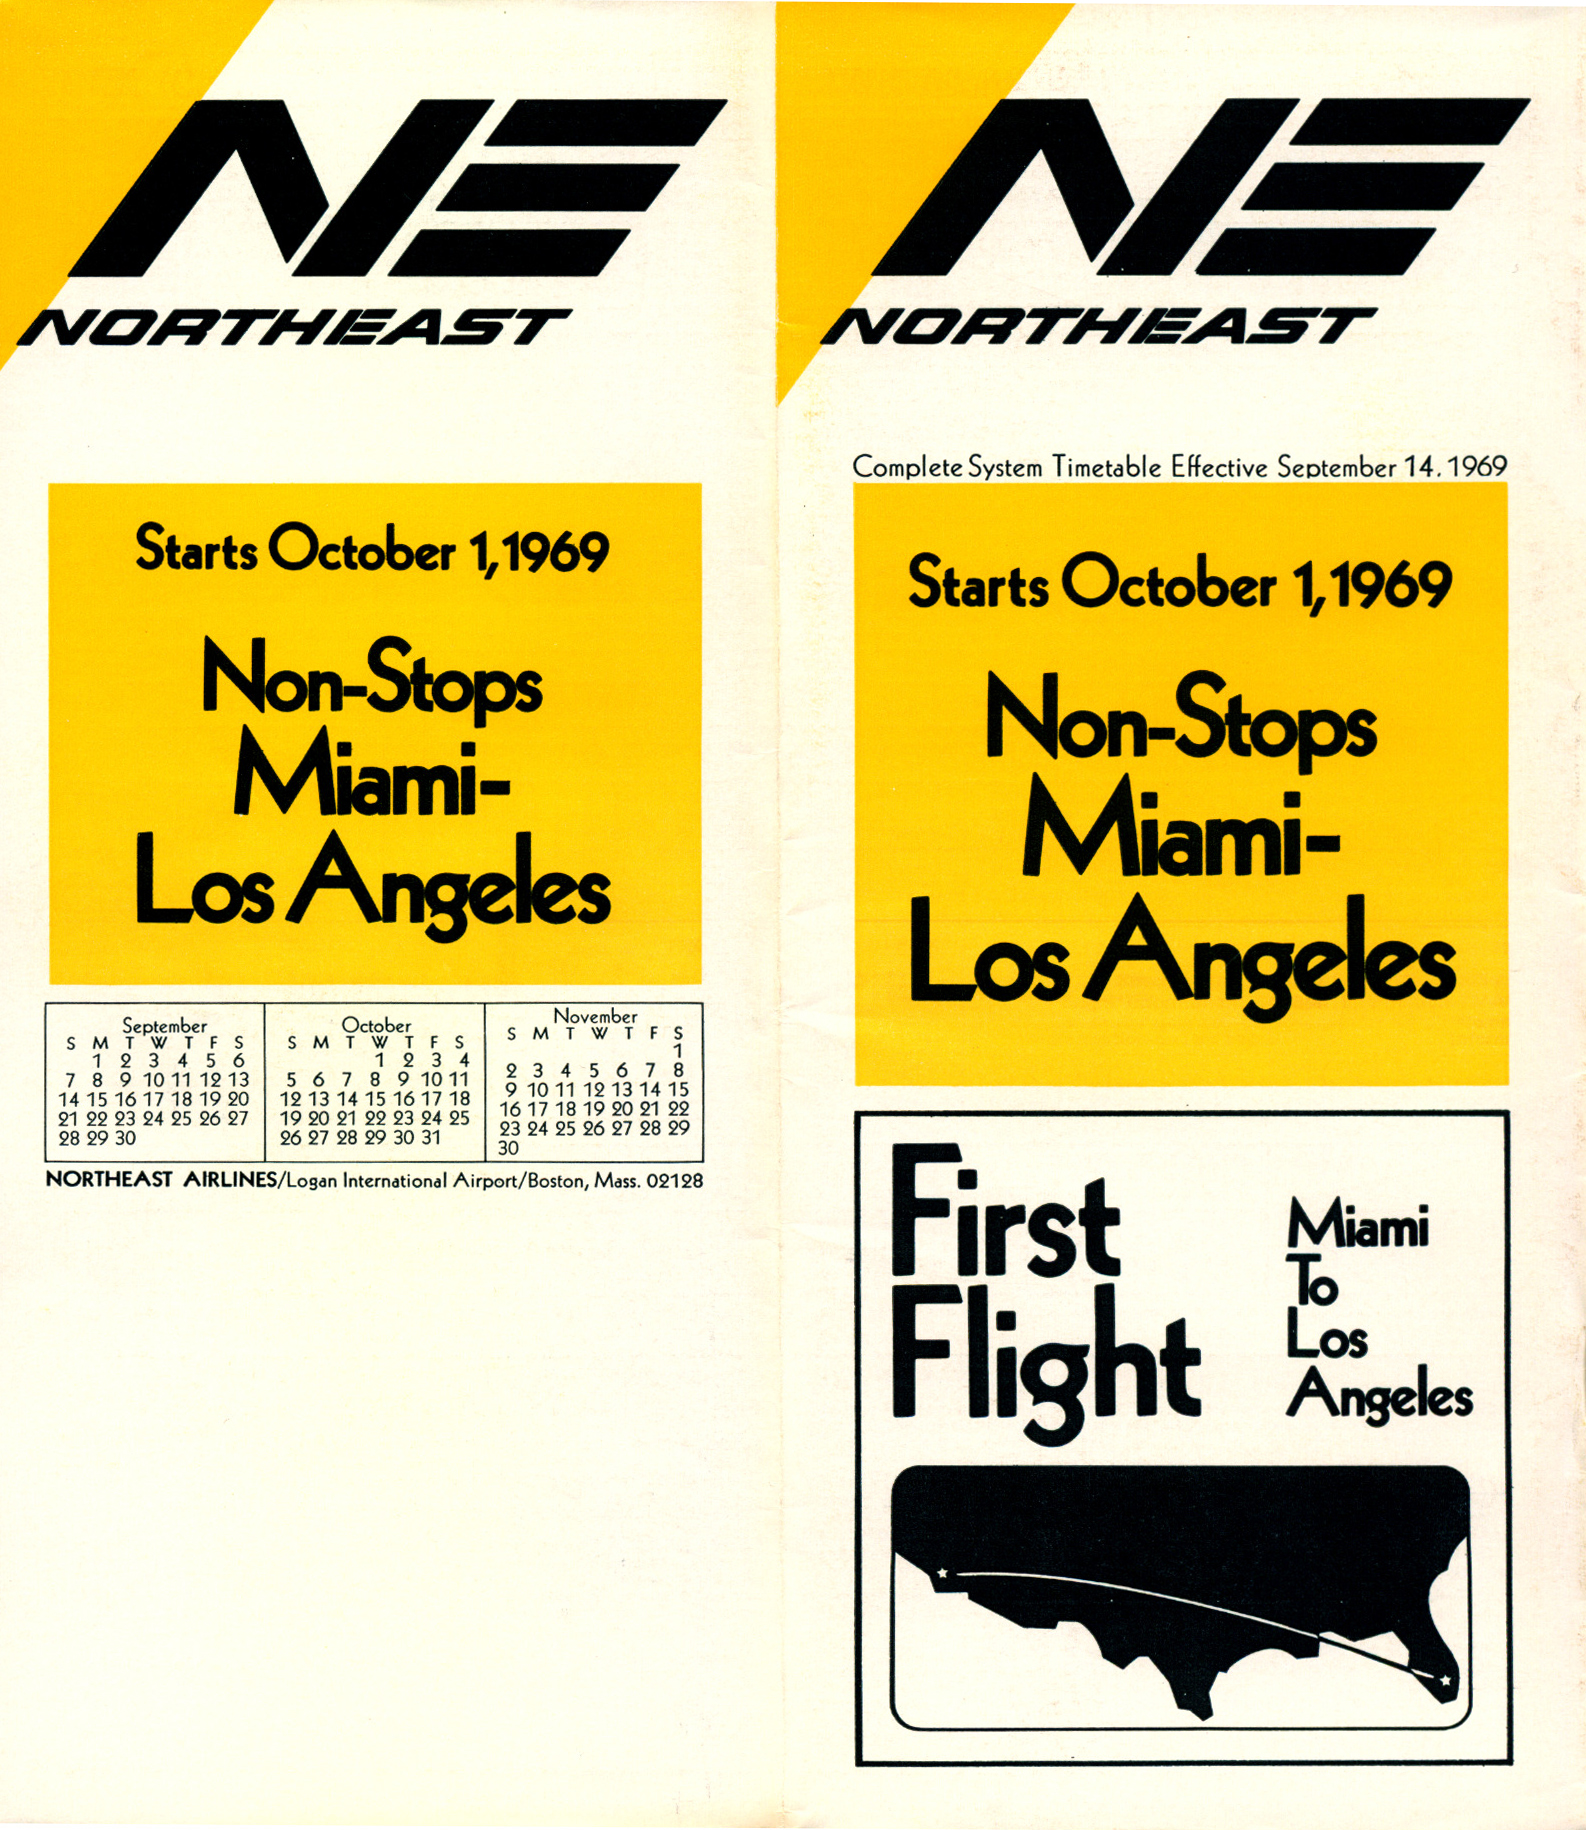 NE
NORTHEAST
Starts October 1, 1969
Non-Stops
Miami-
Los Angeles
September
S M T W T F S
1 2 3 4 5 6
7 8 9 10 11 12 13
14 15 16 17 18 19 20
21 22 23 24 25 26 27
28 29 30
October
S M T W T F S
1 2 3 4
5 6 7 8 9 10 11
12 13 14 15 16 17 18
19 20 21 22 23 24 25
26 27 28 29 30 31
November
S M T W T F S
1
2 3 4 5 6 7 8
9 10 11 12 13 14 15
16 17 18 19 20 21 22
23 24 25 26 27 28 29
30
NORTHEAST AIRLINES/Logan International Airport/Boston, Mass. 02128
NE
NORTHEAST
Complete System Timetable Effective September 14, 1969
Starts October 1, 1969
Non-Stops
Miami-
Los Angeles
First
Flight
Miami
To
Los
Angeles